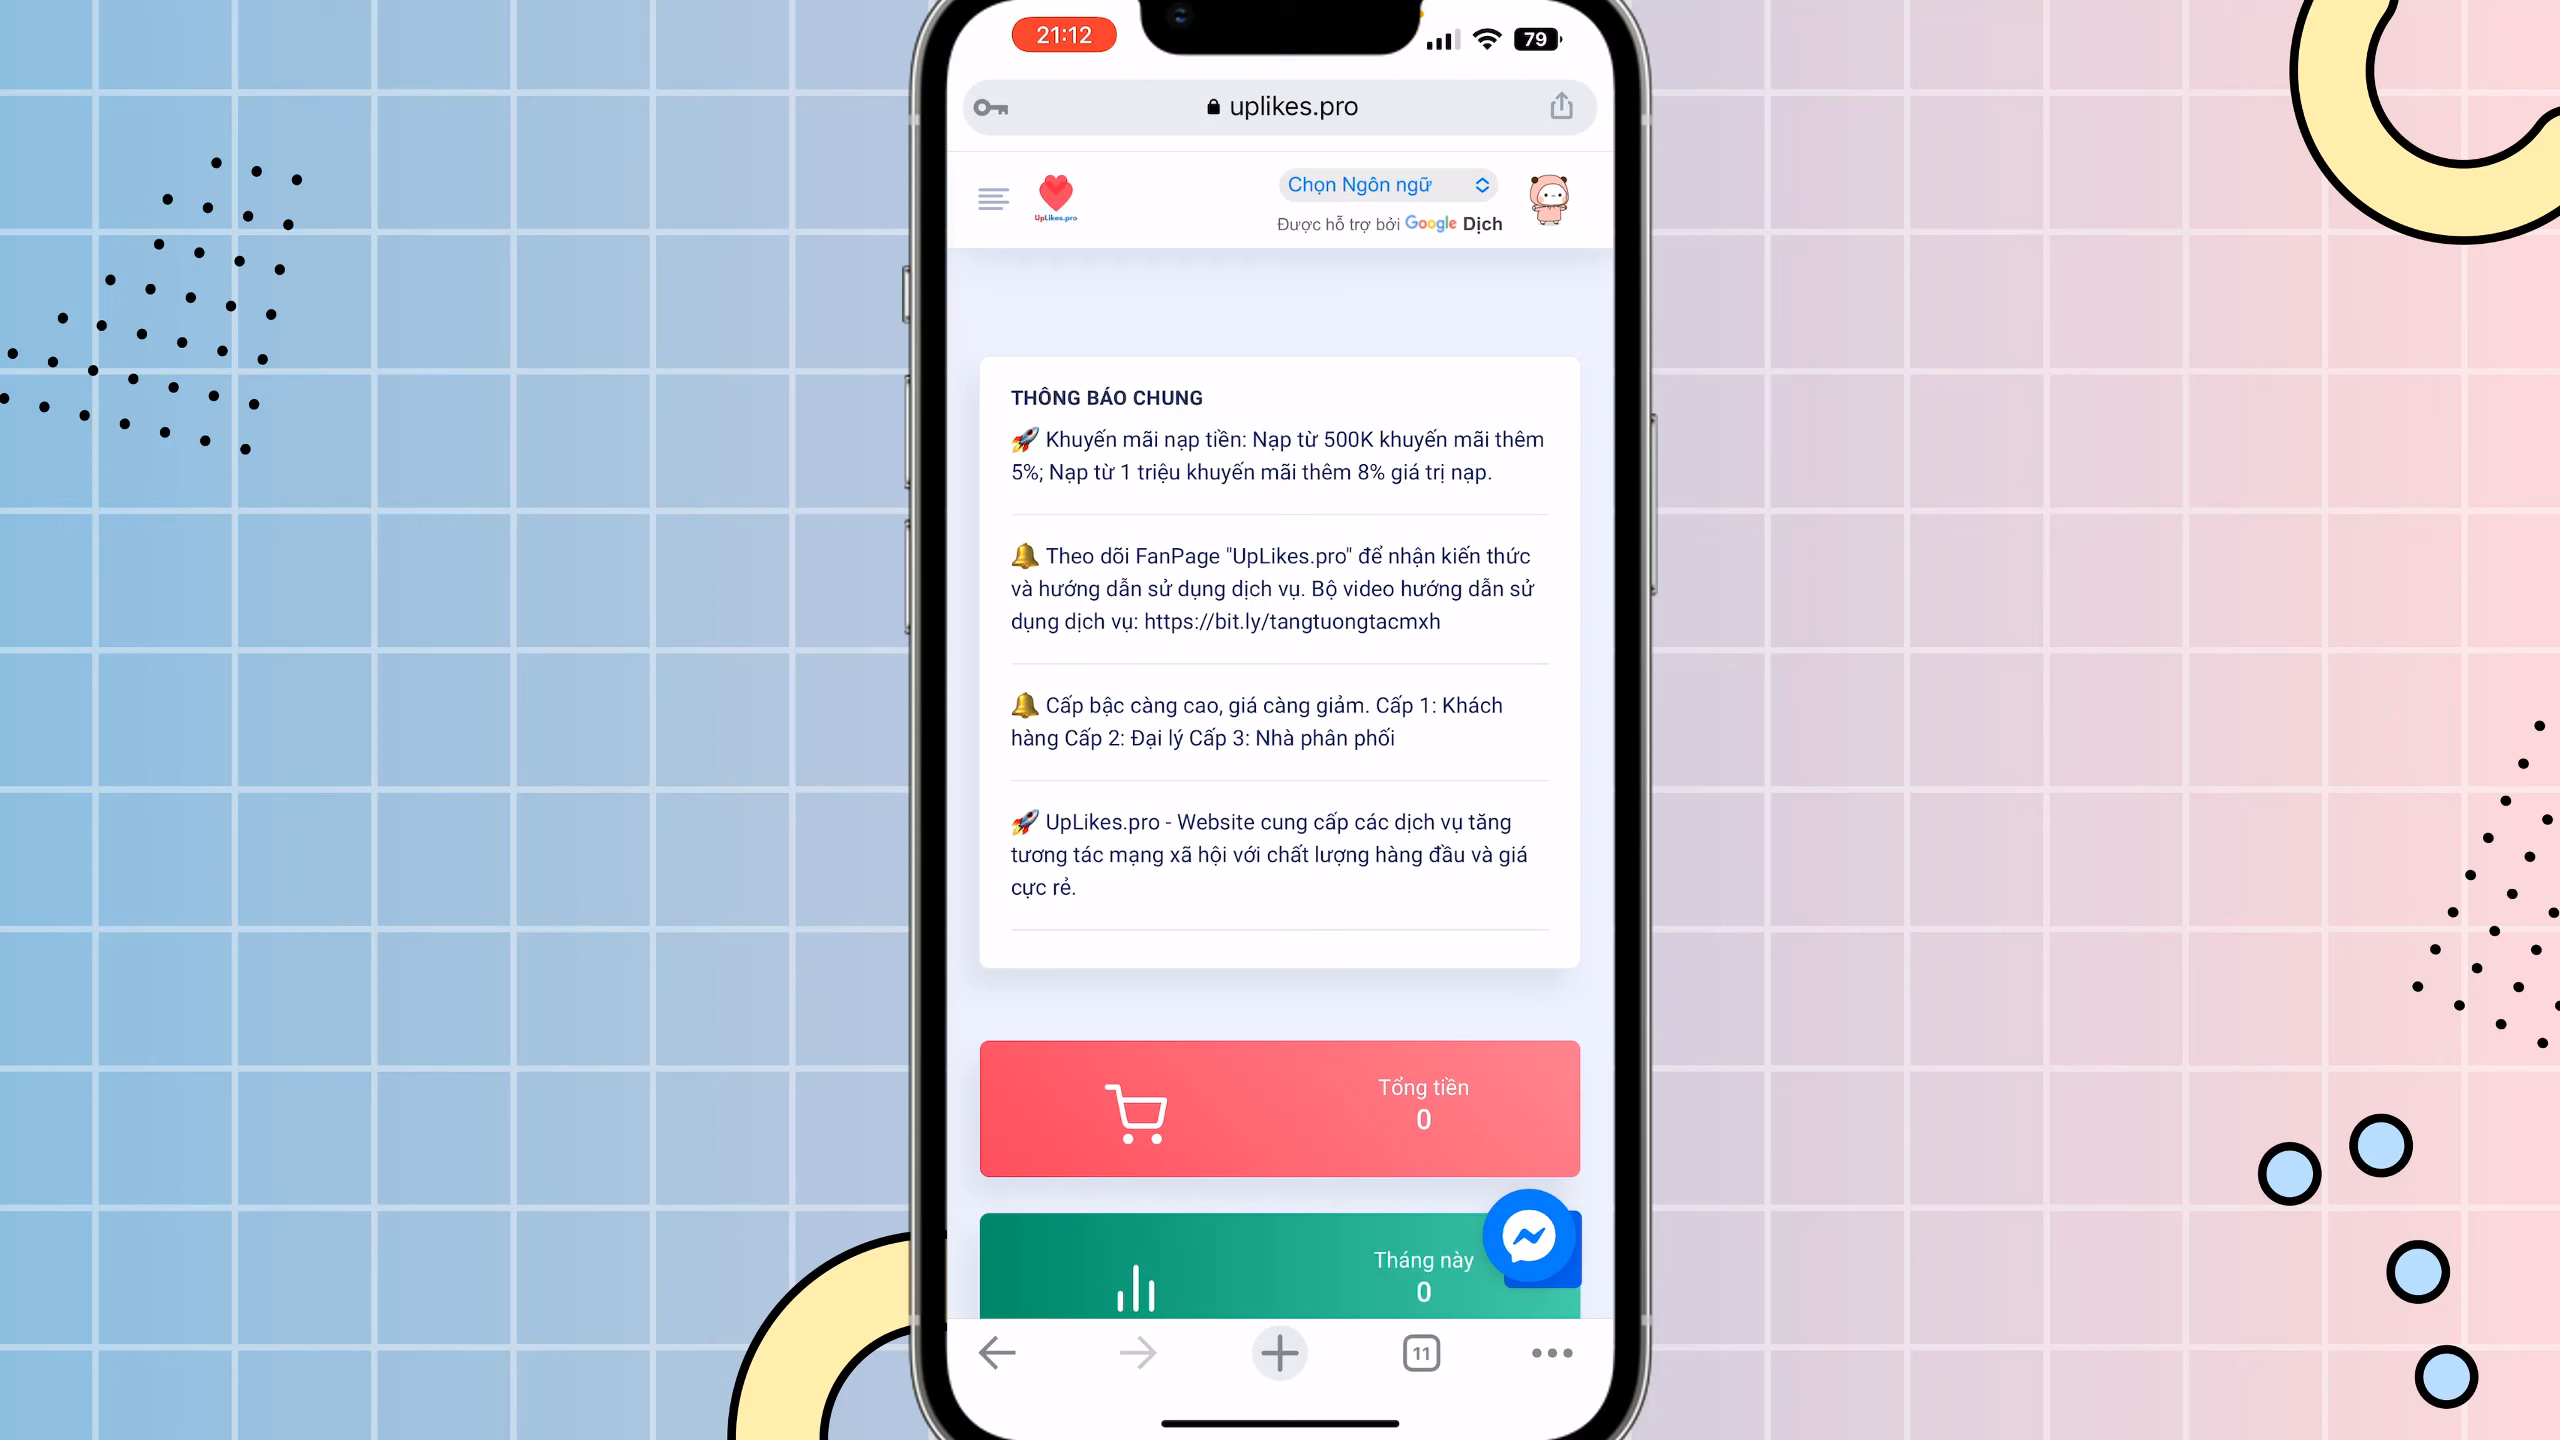 21:12
79
uplikes.pro
UpLikes.pro
Chọn Ngôn ngữ
Được hỗ trợ bởi Google Dịch
THÔNG BÁO CHUNG
🚀 Khuyến mãi nạp tiền: Nạp từ 500K khuyến mãi thêm
5%; Nạp từ 1 triệu khuyến mãi thêm 8% giá trị nạp.
🔔 Theo dõi FanPage "UpLikes.pro" để nhận kiến thức
và hướng dẫn sử dụng dịch vụ. Bộ video hướng dẫn sử
dụng dịch vụ: https://bit.ly/tangtuongtacmxh
🔔 Cấp bậc càng cao, giá càng giảm. Cấp 1: Khách
hàng Cấp 2: Đại lý Cấp 3: Nhà phân phối
🚀 UpLikes.pro - Website cung cấp các dịch vụ tăng
tương tác mạng xã hội với chất lượng hàng đầu và giá
cực rẻ.
Tổng tiền
0
Tháng này
0
11